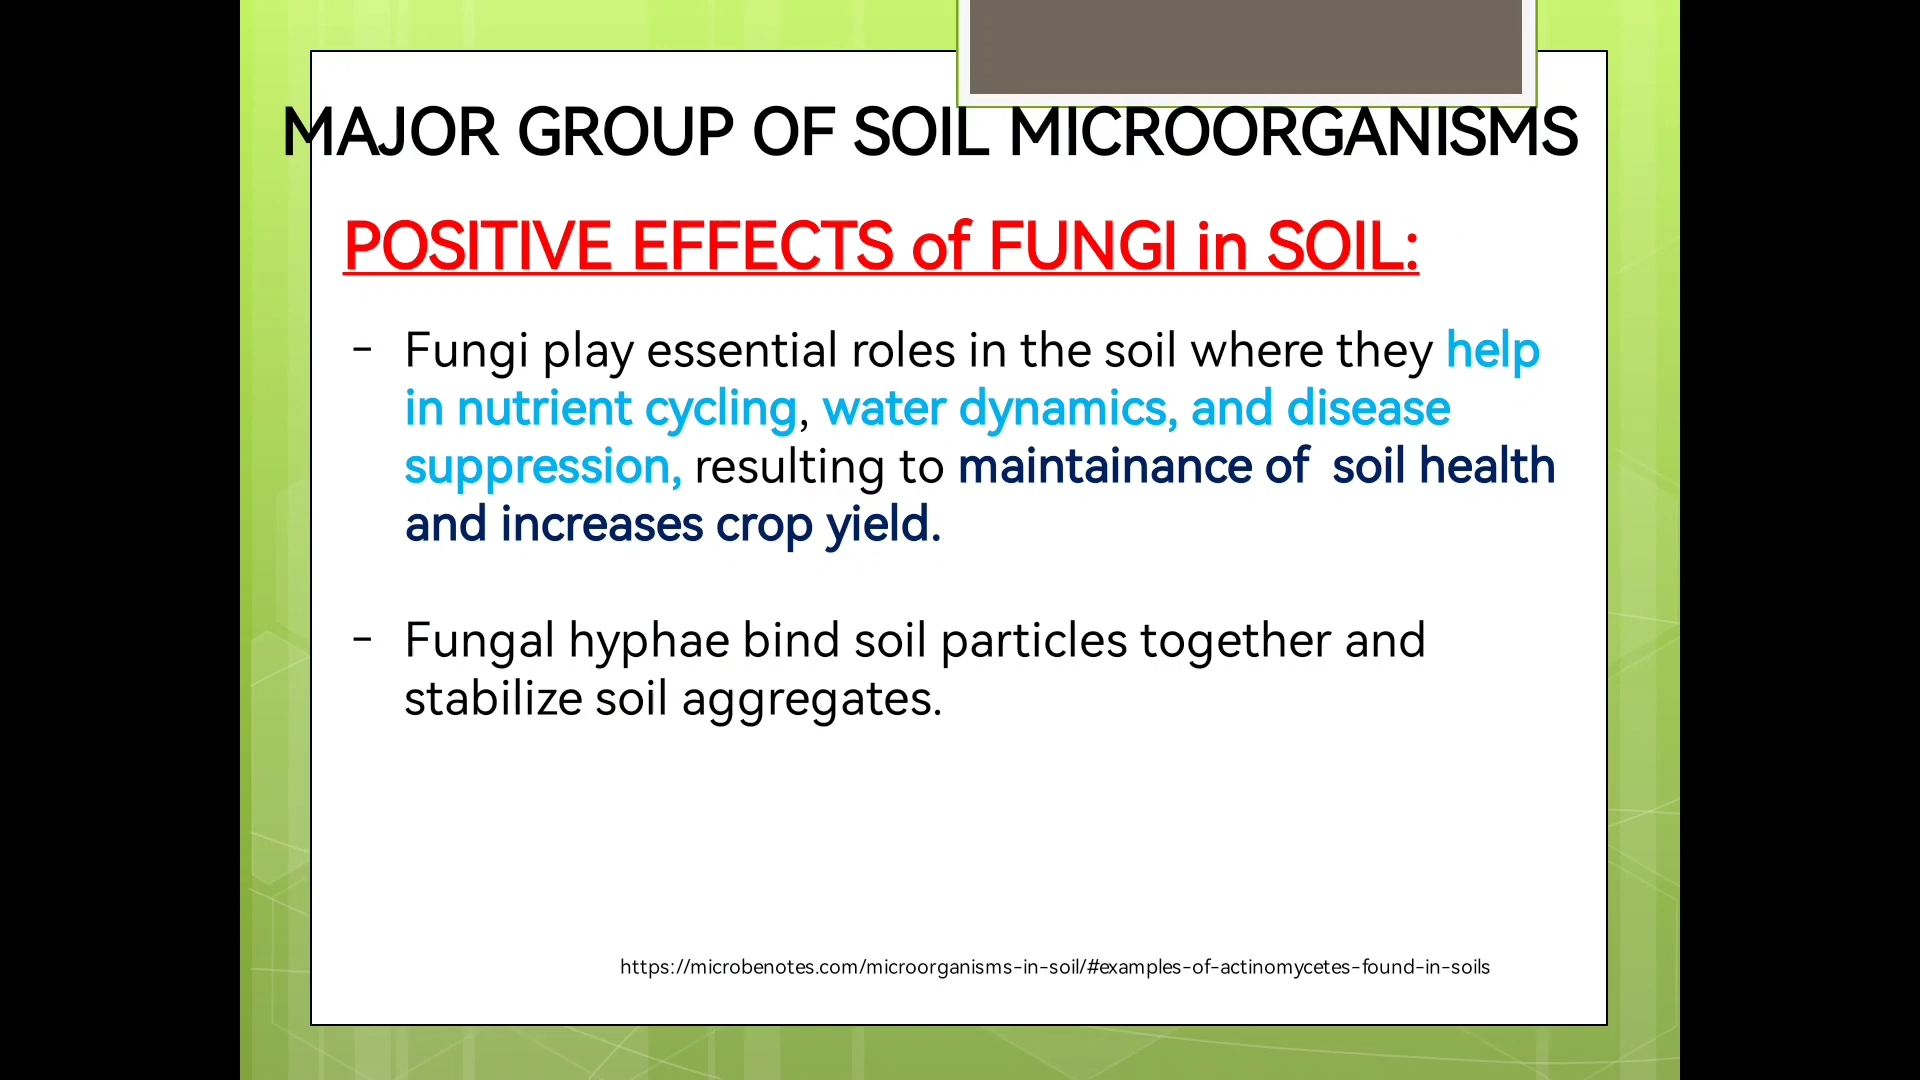 MAJOR GROUP OF SOIL MICROORGANISMS
POSITIVE EFFECTS of FUNGI in SOIL:
- Fungi play essential roles in the soil where they help
in nutrient cycling, water dynamics, and disease
suppression, resulting to maintainance of soil health
and increases crop yield.
- Fungal hyphae bind soil particles together and
stabilize soil aggregates.
https://microbenotes.com/microorganisms-in-soil/#examples-of-actinomycetes-found-in-soils